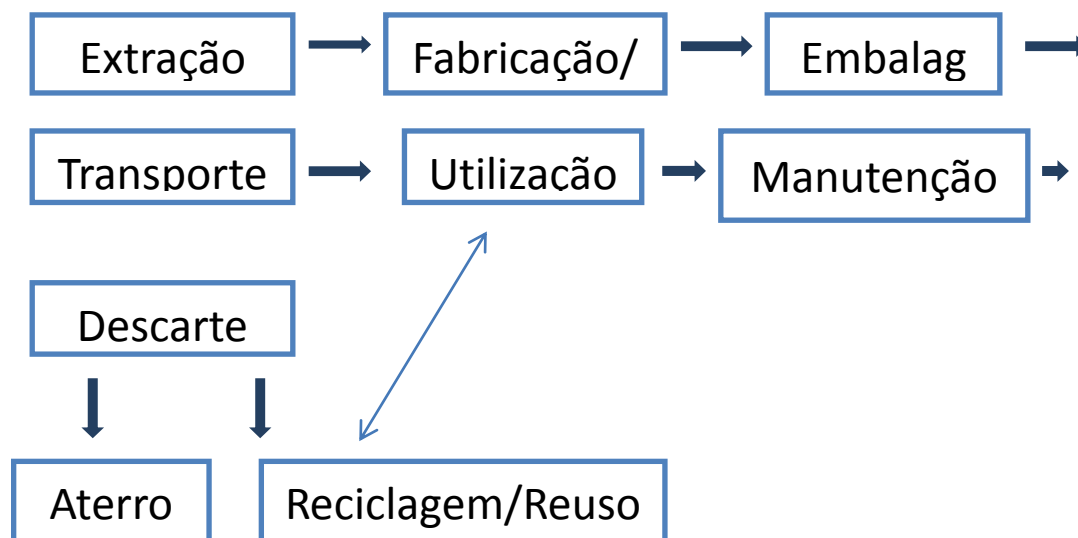 Extração
Fabricação/
Embalag
Transporte
Utilização
Manutenção
Descarte
Aterro
Reciclagem/Reuso